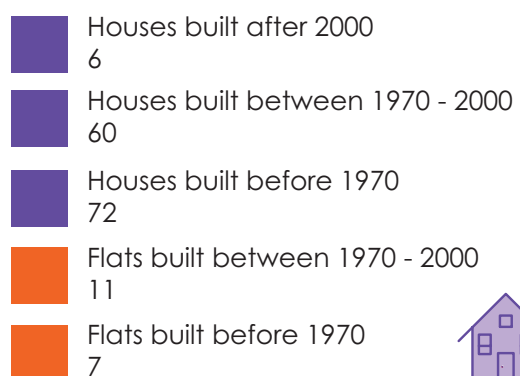 Houses built after 2000
6
Houses built between 1970 - 2000
60
Houses built before 1970
72
Flats built between 1970 - 2000
11
Flats built before 1970
7